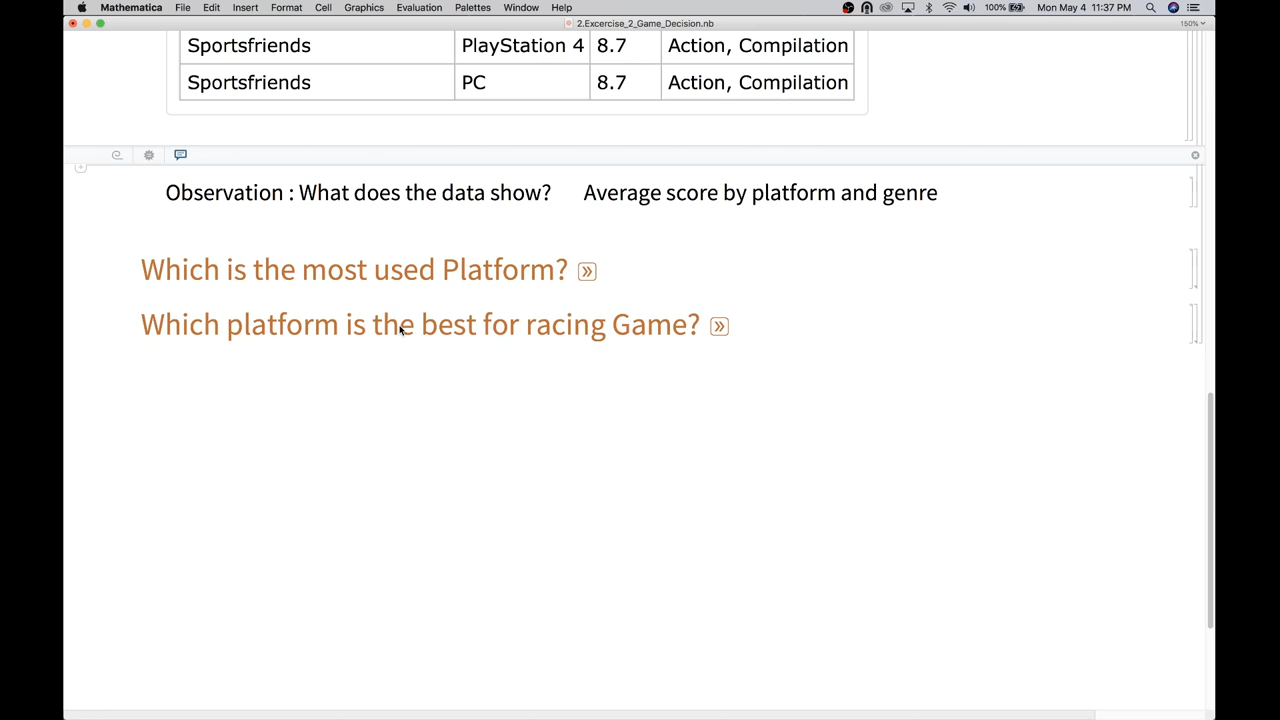 Mathematica File Edit Insert Format Cell Graphics Evaluation Palettes Window Help 100% Mon May 4 11:37 PM
2.Excercise_2_Game_Decision.nb 150%
Sportsfriends PlayStation 4 8.7 Action, Compilation
Sportsfriends PC 8.7 Action, Compilation
Observation : What does the data show? Average score by platform and genre
Which is the most used Platform? »
Which platform is the best for racing Game? »